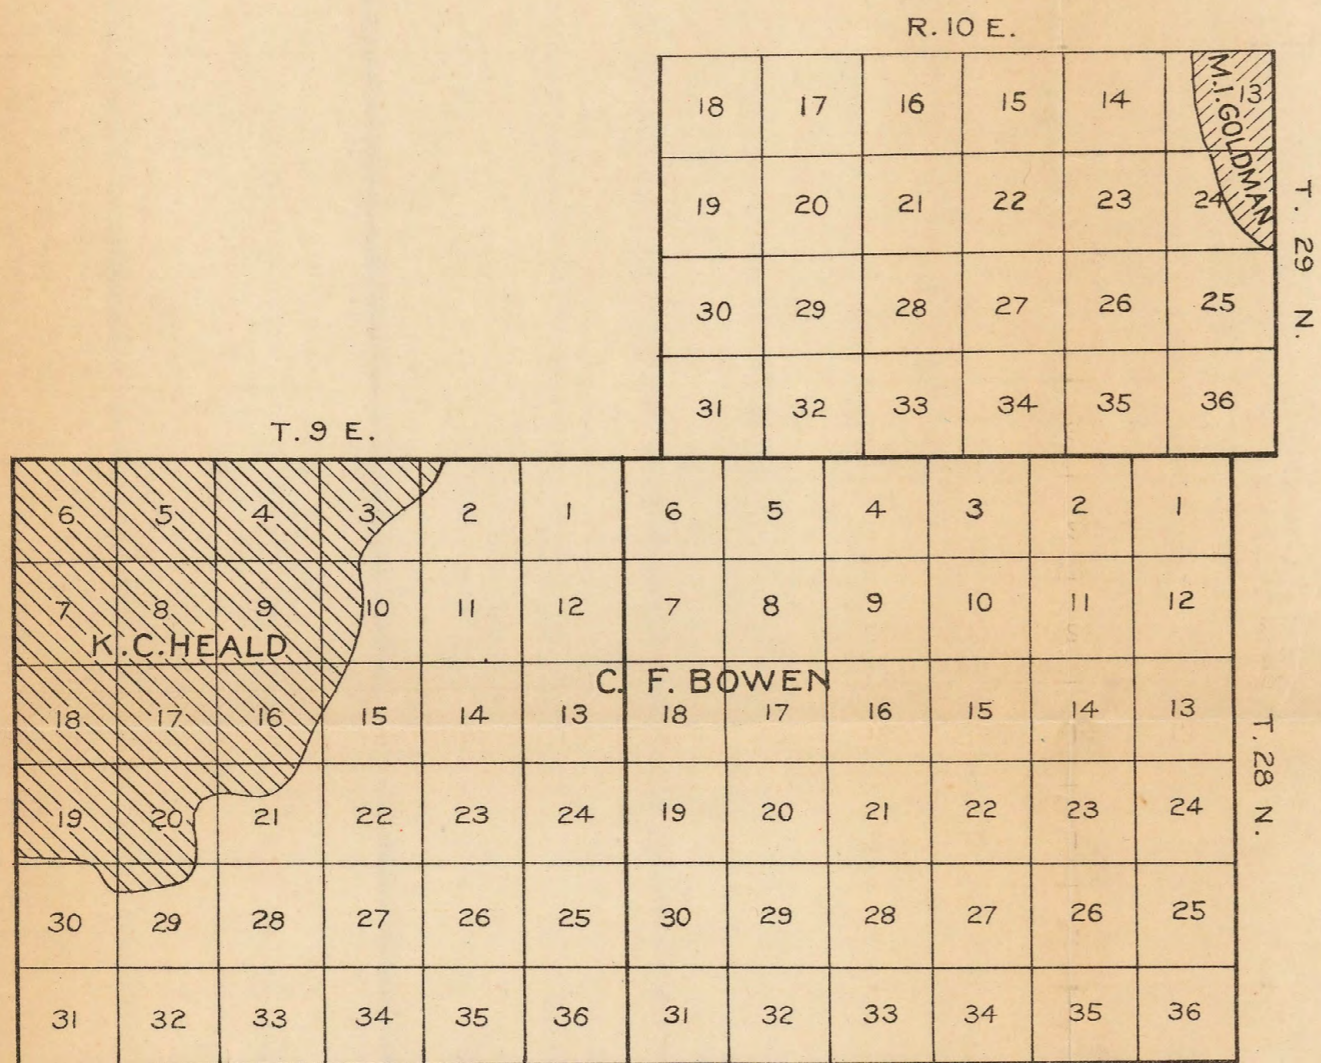 R. 10 E.
18 17 16 15 14 13
M. I. GOLDMAN
19 20 21 22 23 24
T. 29 N.
30 29 28 27 26 25
31 32 33 34 35 36
T. 9 E.
6 5 4 3 2 1 6 5 4 3 2 1
7 8 9 10 11 12 7 8 9 10 11 12
K. C. HEALD
C. F. BOWEN
18 17 16 15 14 13 18 17 16 15 14 13
T. 28 N.
19 20 21 22 23 24 19 20 21 22 23 24
30 29 28 27 26 25 30 29 28 27 26 25
31 32 33 34 35 36 31 32 33 34 35 36